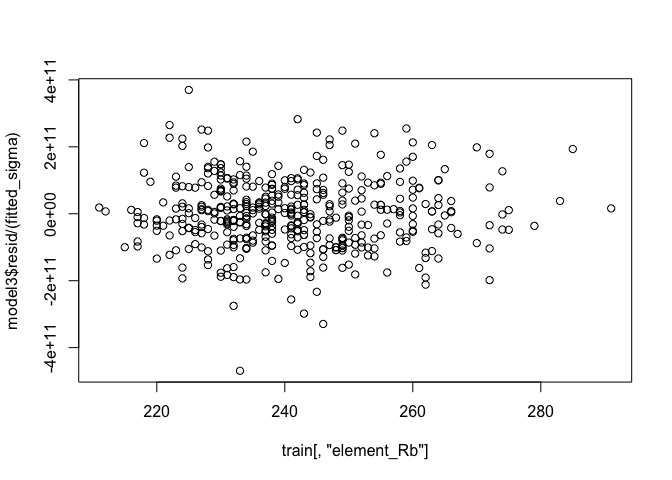 4e+11
2e+11
0e+00
-2e+11
-4e+11
model3$resid/(fitted_sigma)
220 240 260 280
train[, "element_Rb"]